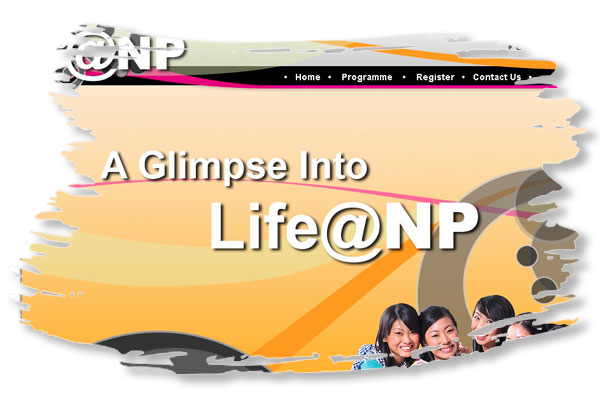 @NP
• Home • Programme • Register • Contact Us •
A Glimpse Into
Life@NP